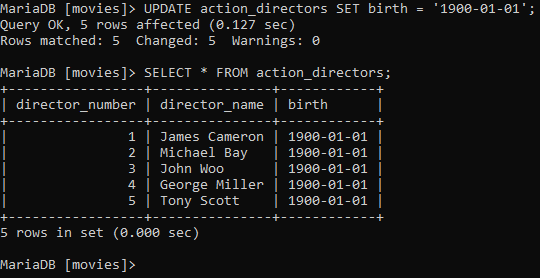 MariaDB [movies]> UPDATE action_directors SET birth = '1900-01-01';
Query OK, 5 rows affected (0.127 sec)
Rows matched: 5  Changed: 5  Warnings: 0

MariaDB [movies]> SELECT * FROM action_directors;
+-----------------+---------------+------------+
| director_number | director_name | birth      |
+-----------------+---------------+------------+
|               1 | James Cameron | 1900-01-01 |
|               2 | Michael Bay   | 1900-01-01 |
|               3 | John Woo      | 1900-01-01 |
|               4 | George Miller | 1900-01-01 |
|               5 | Tony Scott    | 1900-01-01 |
+-----------------+---------------+------------+
5 rows in set (0.000 sec)

MariaDB [movies]>